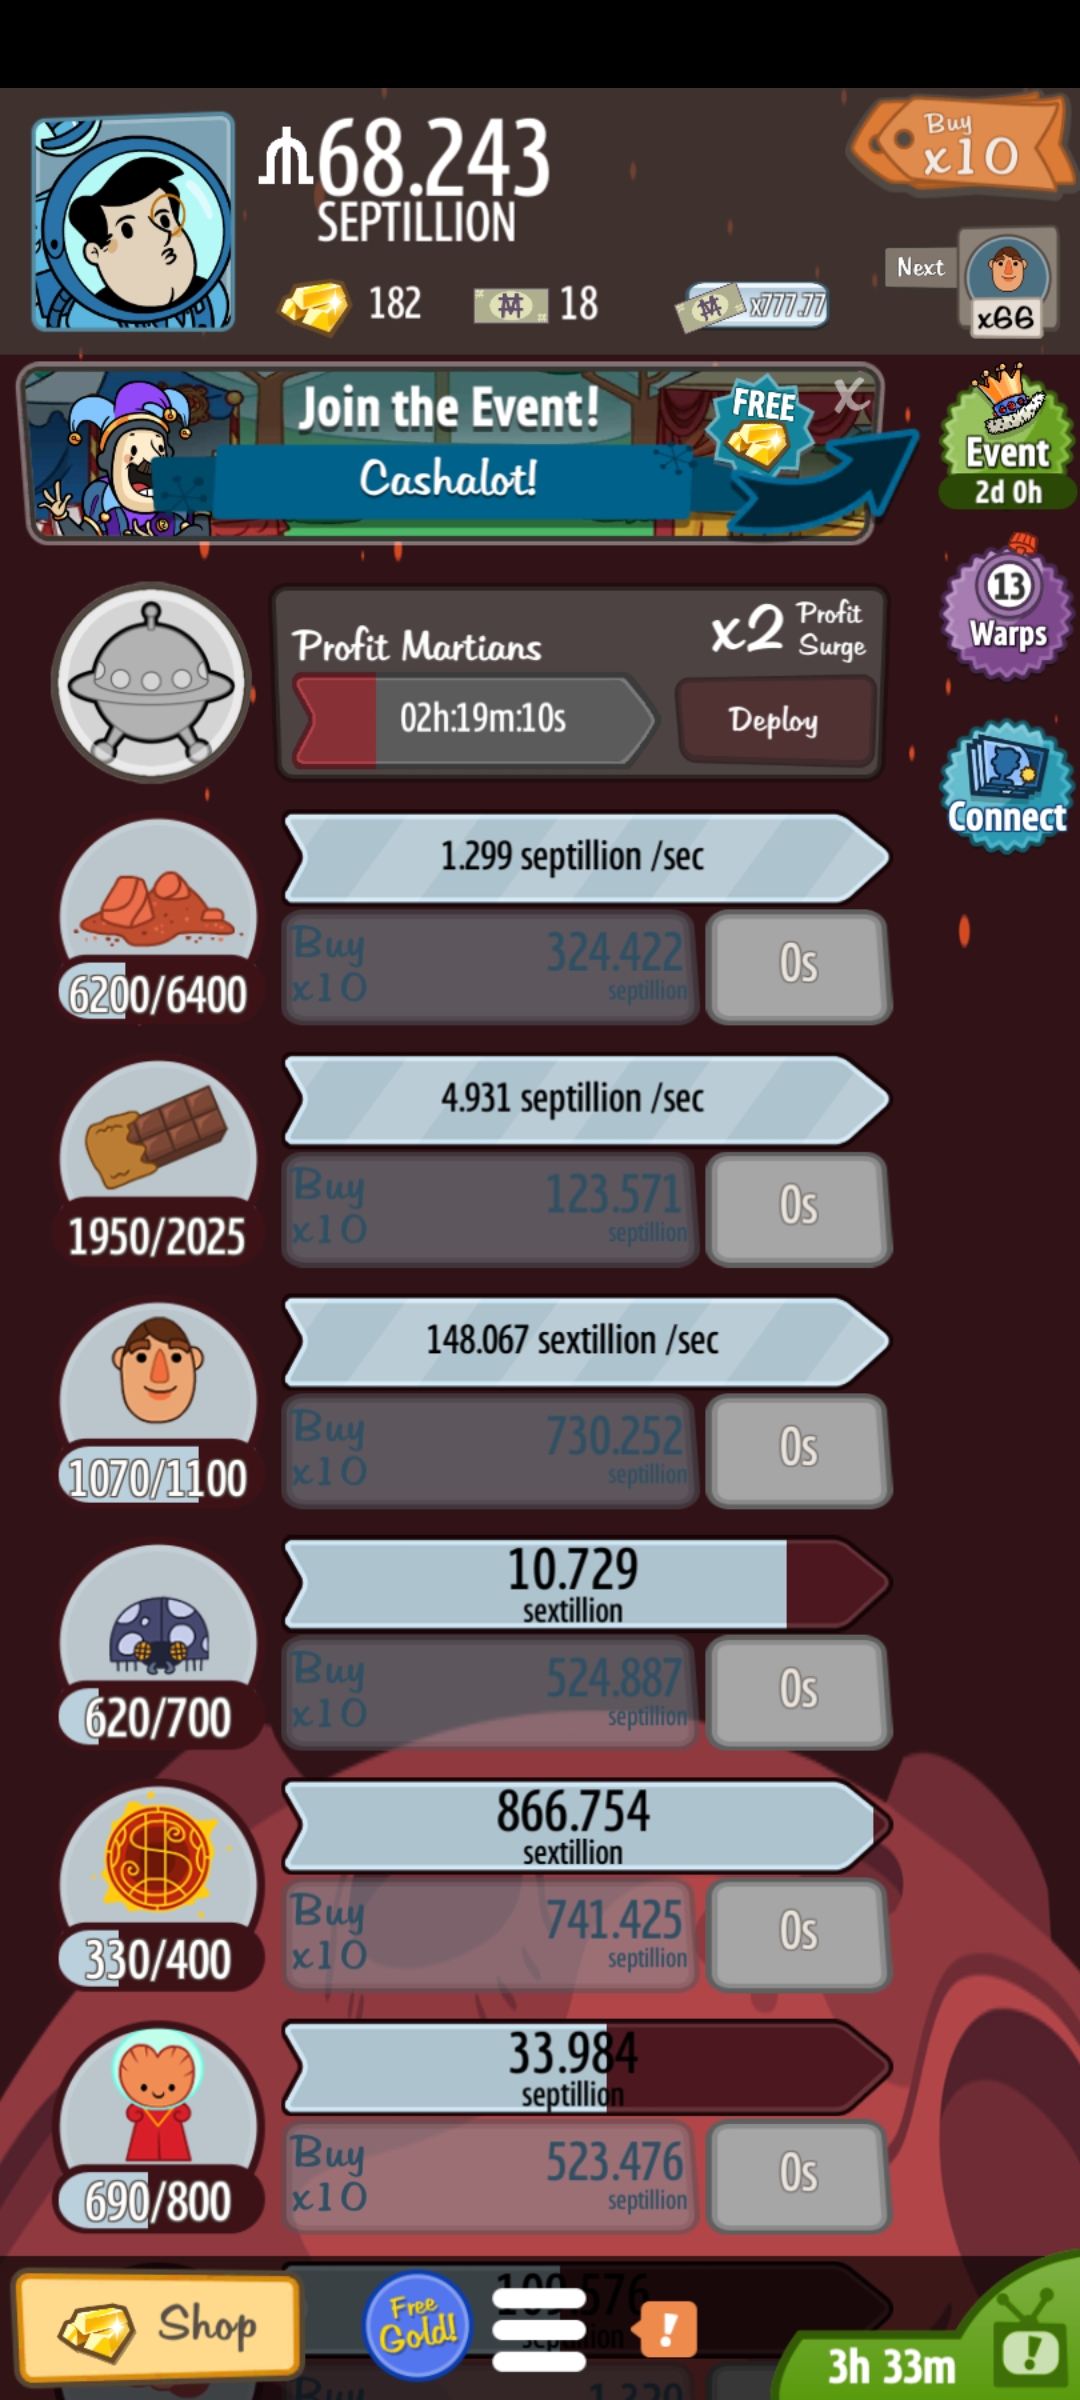 68.243
SEPTILLION
Buy
x10
182
18
x777.77
Next
x66
Join the Event!
Cashalot!
FREE
X
Event
2d 0h
13
Warps
Connect
Profit Martians
x2 Profit
Surge
02h:19m:10s
Deploy
1.299 septillion /sec
Buy
x10
324.422
septillion
0s
6200/6400
4.931 septillion /sec
Buy
x10
123.571
septillion
0s
1950/2025
148.067 sextillion /sec
Buy
x10
730.252
septillion
0s
1070/1100
10.729
sextillion
Buy
x10
524.887
septillion
0s
620/700
866.754
sextillion
Buy
x10
741.425
septillion
0s
330/400
33.984
septillion
Buy
x10
523.476
septillion
0s
690/800
Shop
Free
Gold!
!
3h 33m
!
Buy